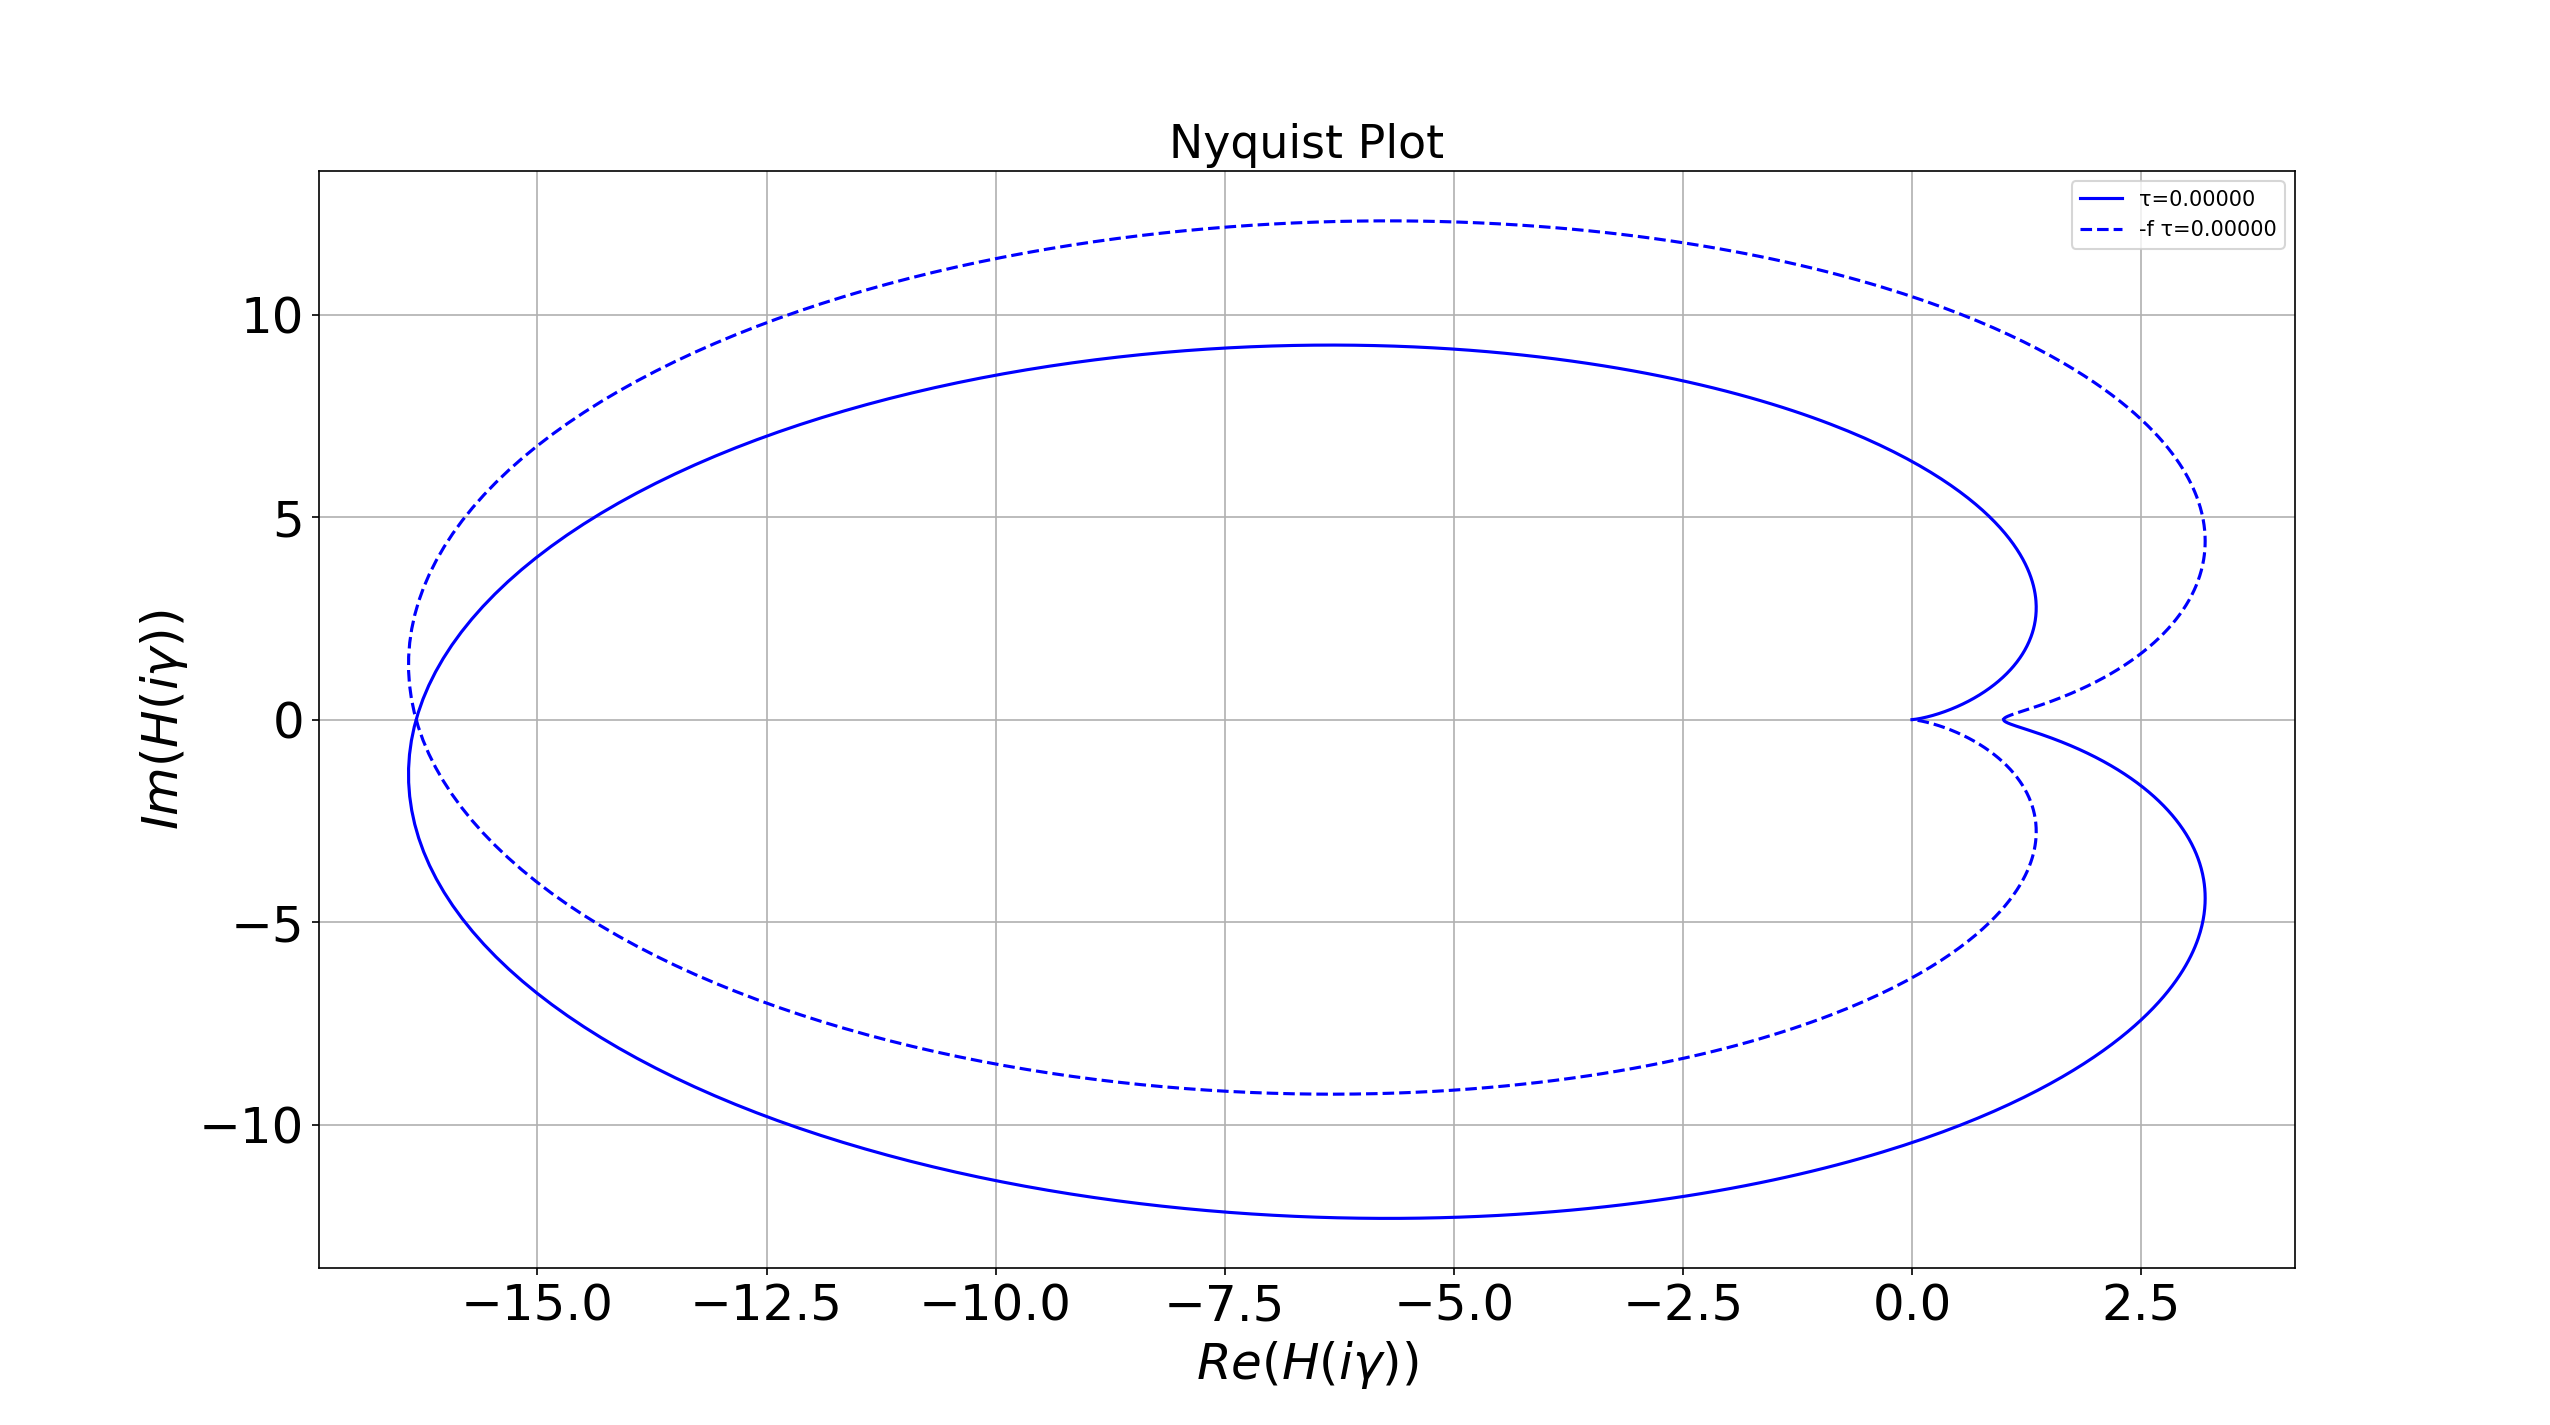 Nyquist Plot
τ=0.00000
-f τ=0.00000
10
5
0
−5
−10
Im(H(iγ))
−15.0 −12.5 −10.0 −7.5 −5.0 −2.5 0.0 2.5
Re(H(iγ))